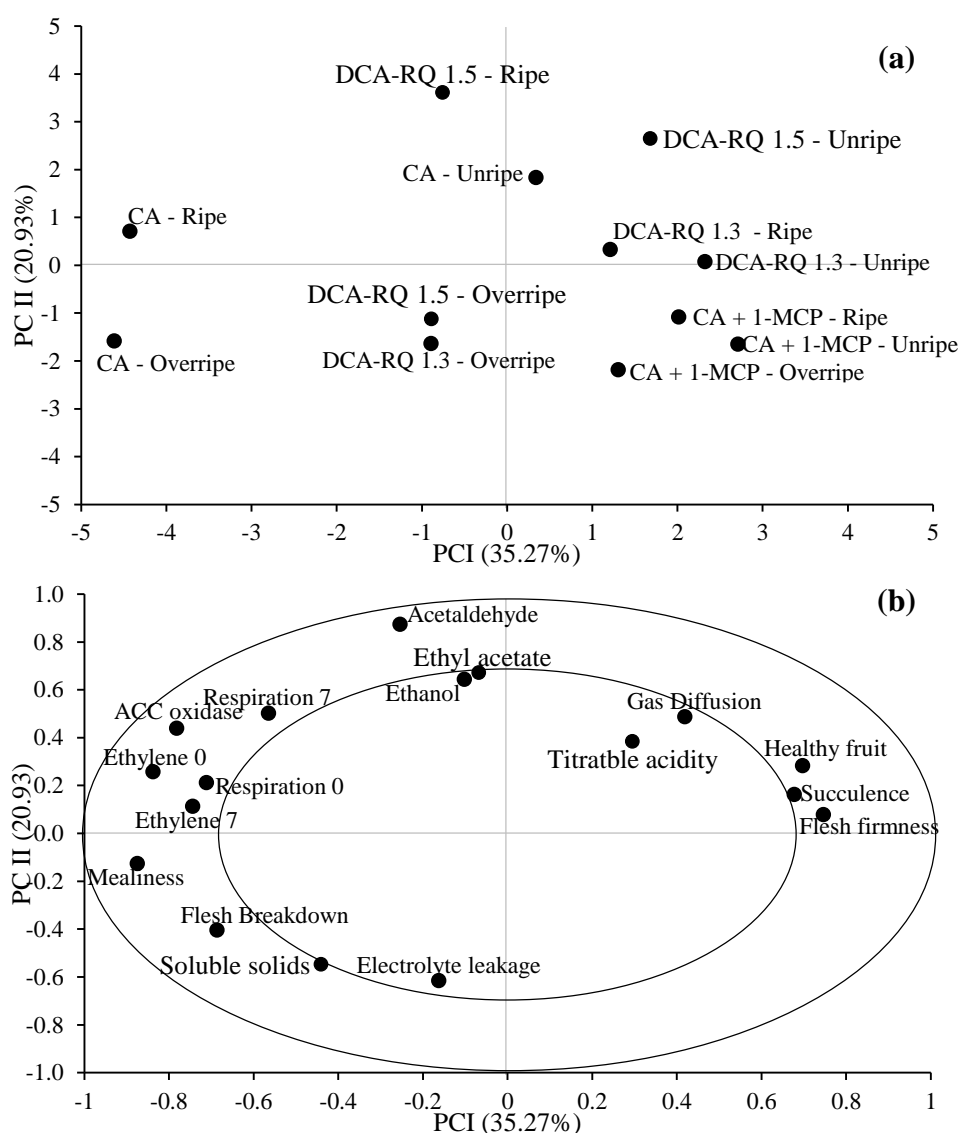 (a)
5
4
3
2
1
0
-1
-2
-3
-4
-5
PC II (20.93%)
DCA-RQ 1.5 - Ripe
DCA-RQ 1.5 - Unripe
CA - Unripe
CA - Ripe
DCA-RQ 1.3 - Ripe
DCA-RQ 1.3 - Unripe
DCA-RQ 1.5 - Overripe
CA + 1-MCP - Ripe
CA - Overripe
DCA-RQ 1.3 - Overripe
CA + 1-MCP - Unripe
CA + 1-MCP - Overripe
-5 -4 -3 -2 -1 0 1 2 3 4 5
PCI (35.27%)
(b)
1.0
0.8
0.6
0.4
0.2
0.0
-0.2
-0.4
-0.6
-0.8
-1.0
PC II (20.93)
Acetaldehyde
Ethyl acetate
Ethanol
Respiration 7
ACC oxidase
Gas Diffusion
Titratble acidity
Healthy fruit
Ethylene 0
Respiration 0
Succulence
Ethylene 7
Flesh firmness
Mealiness
Flesh Breakdown
Soluble solids
Electrolyte leakage
-1 -0.8 -0.6 -0.4 -0.2 0 0.2 0.4 0.6 0.8 1
PCI (35.27%)